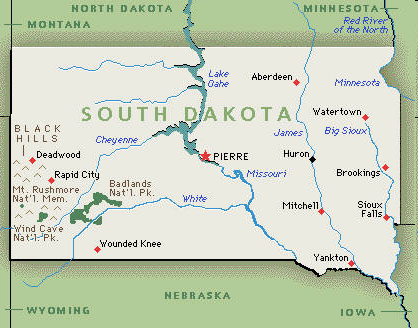 NORTH DAKOTA
MINNESOTA
MONTANA
Red River
of the North
Lake
Oahe
Aberdeen
Minnesota
SOUTH DAKOTA
Watertown
BLACK
HILLS
Cheyenne
James
Big Sioux
Deadwood
PIERRE
Huron
Rapid City
Missouri
Brookings
Mt. Rushmore
Nat'l. Mem.
Badlands
Nat'l. Pk.
White
Mitchell
Sioux
Falls
Wind Cave
Nat'l. Pk.
Wounded Knee
Yankton
NEBRASKA
WYOMING
IOWA